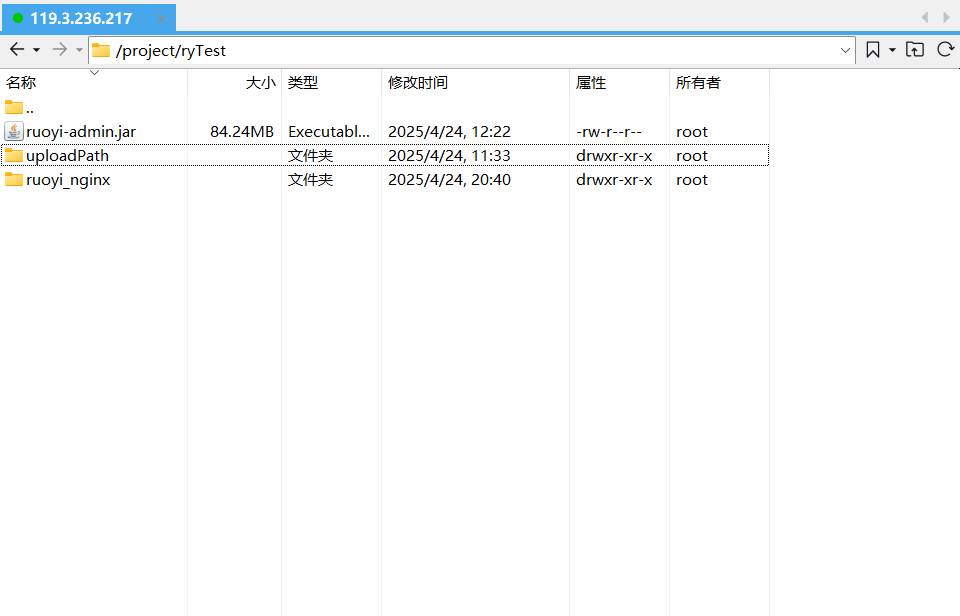 119.3.236.217
/project/ryTest
名称 大小 类型 修改时间 属性 所有者
..
ruoyi-admin.jar 84.24MB Executabl... 2025/4/24, 12:22 -rw-r--r-- root
uploadPath 文件夹 2025/4/24, 11:33 drwxr-xr-x root
ruoyi_nginx 文件夹 2025/4/24, 20:40 drwxr-xr-x root